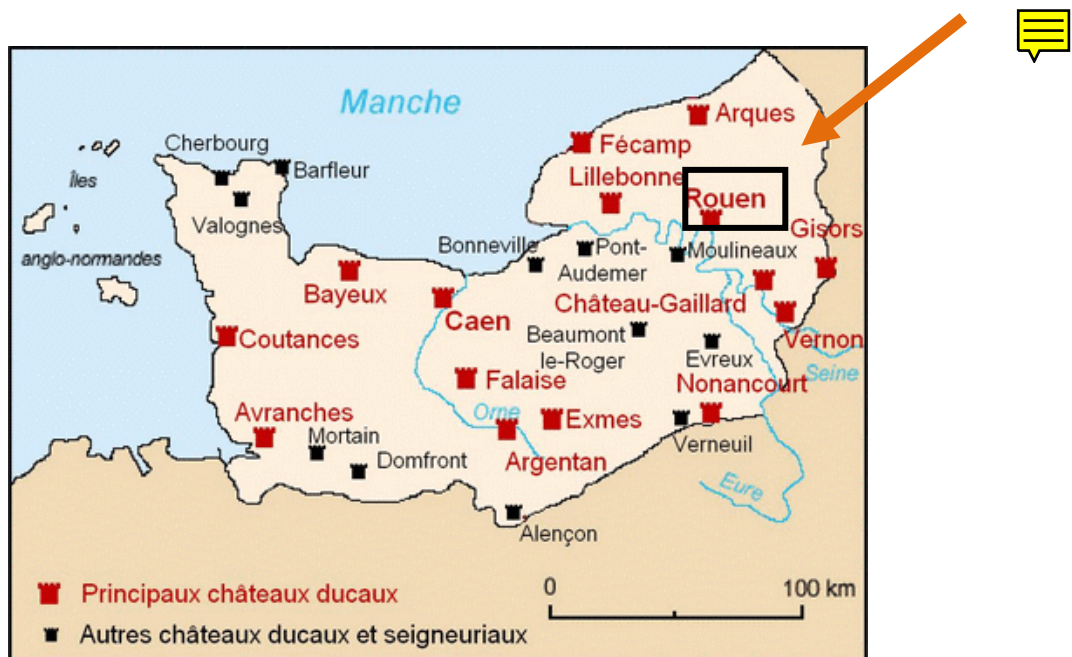 Manche
Arques
Fécamp
Cherbourg
Barfleur
Lillebonne
Îles
Rouen
Valognes
Gisors
Bonneville
Pont-
Audemer
Moulineaux
anglo-normandes
Bayeux
Château-Gaillard
Caen
Beaumont
le-Roger
Coutances
Vernon
Evreux
Seine
Falaise
Nonancourt
Avranches
Orne
Exmes
Mortain
Verneuil
Domfront
Argentan
Eure
Alençon
Principaux châteaux ducaux
0 100 km
Autres châteaux ducaux et seigneuriaux